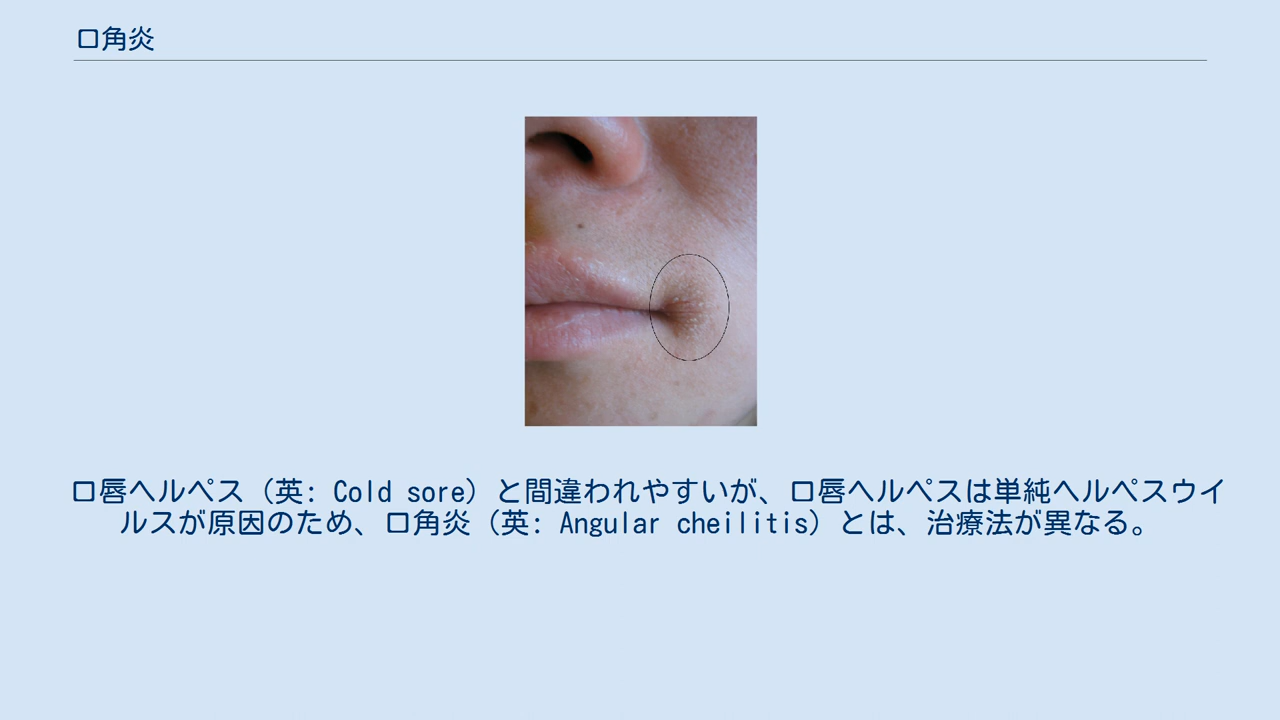 口角炎
口唇ヘルペス（英: Cold sore）と間違われやすいが、口唇ヘルペスは単純ヘルペスウイ
ルスが原因のため、口角炎（英: Angular cheilitis）とは、治療法が異なる。